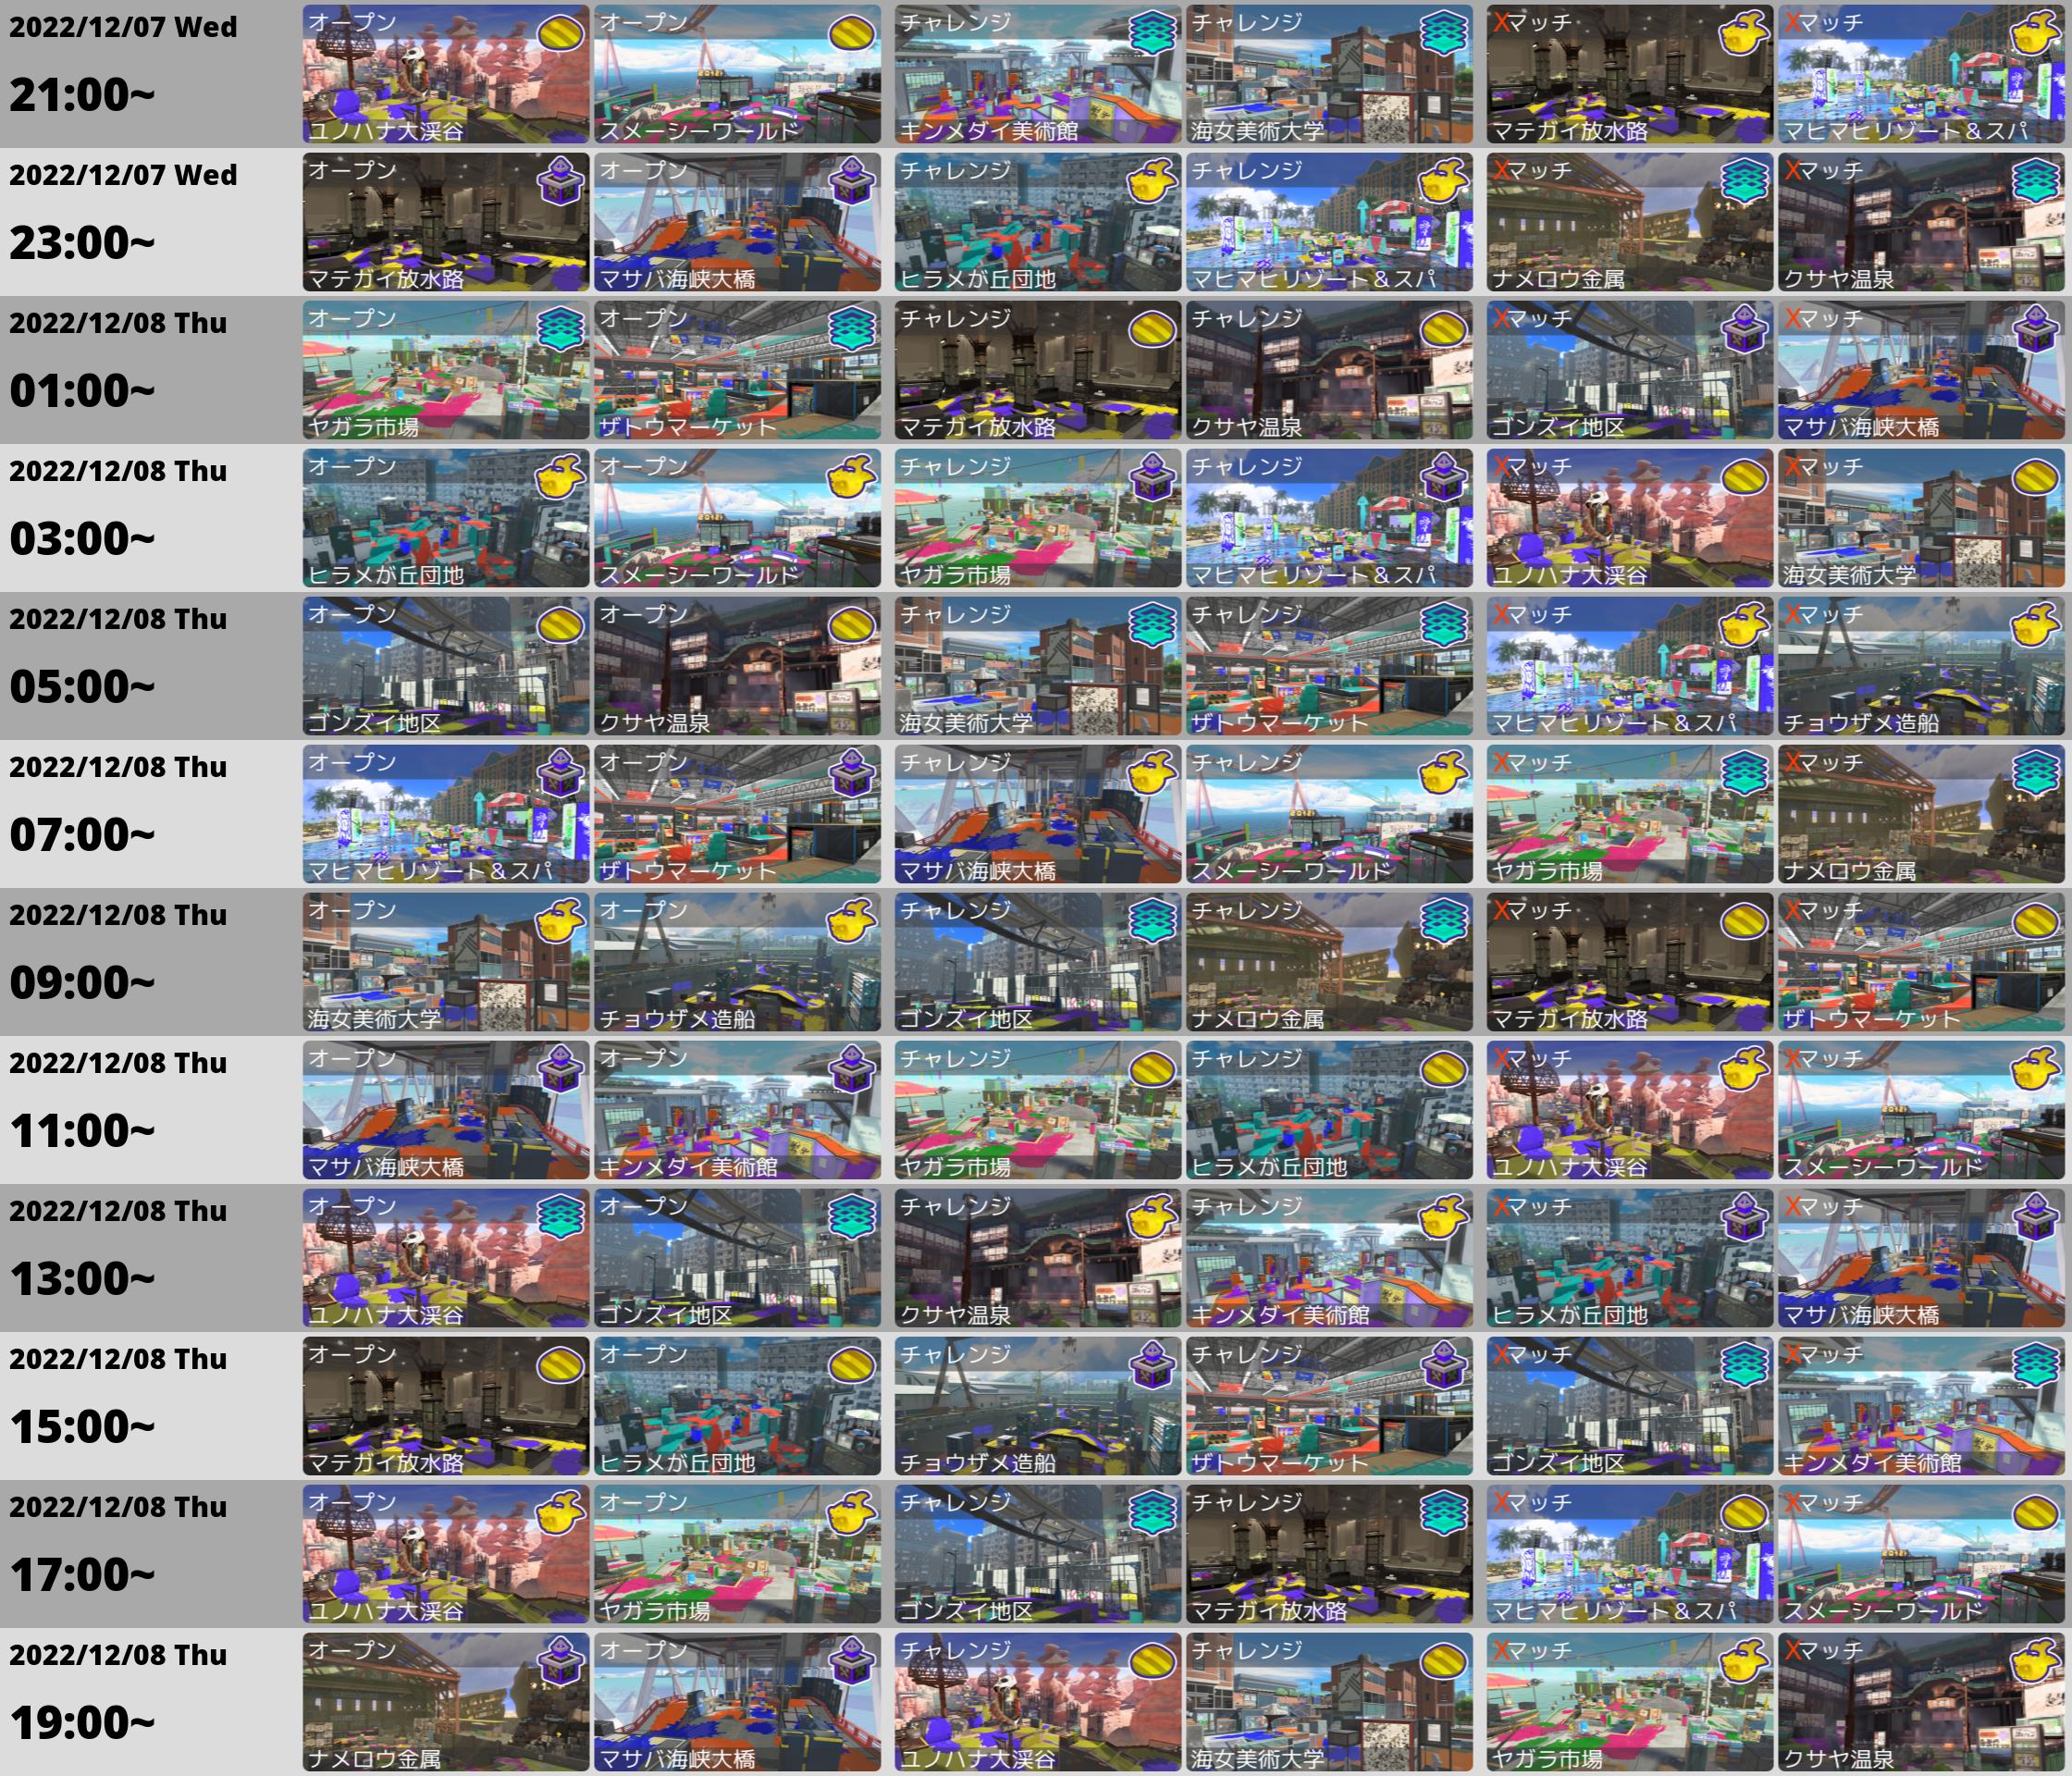 2022/12/07 Wed
21:00~
オープン
ユノハナ大渓谷
オープン
スメーシーワールド
チャレンジ
キンメダイ美術館
チャレンジ
海女美術大学
Xマッチ
マテガイ放水路
Xマッチ
マヒマヒリゾート&スパ
2022/12/07 Wed
23:00~
オープン
マテガイ放水路
オープン
マサバ海峡大橋
チャレンジ
ヒラメが丘団地
チャレンジ
マヒマヒリゾート&スパ
Xマッチ
ナメロウ金属
Xマッチ
クサヤ温泉
2022/12/08 Thu
01:00~
オープン
ヤガラ市場
オープン
ザトウマーケット
チャレンジ
マテガイ放水路
チャレンジ
クサヤ温泉
Xマッチ
ゴンズイ地区
Xマッチ
マサバ海峡大橋
2022/12/08 Thu
03:00~
オープン
ヒラメが丘団地
オープン
スメーシーワールド
チャレンジ
ヤガラ市場
チャレンジ
マヒマヒリゾート&スパ
Xマッチ
ユノハナ大渓谷
Xマッチ
海女美術大学
2022/12/08 Thu
05:00~
オープン
ゴンズイ地区
オープン
クサヤ温泉
チャレンジ
海女美術大学
チャレンジ
ザトウマーケット
Xマッチ
マヒマヒリゾート&スパ
Xマッチ
チョウザメ造船
2022/12/08 Thu
07:00~
オープン
マヒマヒリゾート&スパ
オープン
ザトウマーケット
チャレンジ
マサバ海峡大橋
チャレンジ
スメーシーワールド
Xマッチ
ヤガラ市場
Xマッチ
ナメロウ金属
2022/12/08 Thu
09:00~
オープン
海女美術大学
オープン
チョウザメ造船
チャレンジ
ゴンズイ地区
チャレンジ
ナメロウ金属
Xマッチ
マテガイ放水路
Xマッチ
ザトウマーケット
2022/12/08 Thu
11:00~
オープン
マサバ海峡大橋
オープン
キンメダイ美術館
チャレンジ
ヤガラ市場
チャレンジ
ヒラメが丘団地
Xマッチ
ユノハナ大渓谷
Xマッチ
スメーシーワールド
2022/12/08 Thu
13:00~
オープン
ユノハナ大渓谷
オープン
ゴンズイ地区
チャレンジ
クサヤ温泉
チャレンジ
キンメダイ美術館
Xマッチ
ヒラメが丘団地
Xマッチ
マサバ海峡大橋
2022/12/08 Thu
15:00~
オープン
マテガイ放水路
オープン
ヒラメが丘団地
チャレンジ
チョウザメ造船
チャレンジ
ザトウマーケット
Xマッチ
ゴンズイ地区
Xマッチ
キンメダイ美術館
2022/12/08 Thu
17:00~
オープン
ユノハナ大渓谷
オープン
ヤガラ市場
チャレンジ
ゴンズイ地区
チャレンジ
マテガイ放水路
Xマッチ
マヒマヒリゾート&スパ
Xマッチ
スメーシーワールド
2022/12/08 Thu
19:00~
オープン
ナメロウ金属
オープン
マサバ海峡大橋
チャレンジ
ユノハナ大渓谷
チャレンジ
海女美術大学
Xマッチ
ヤガラ市場
Xマッチ
クサヤ温泉